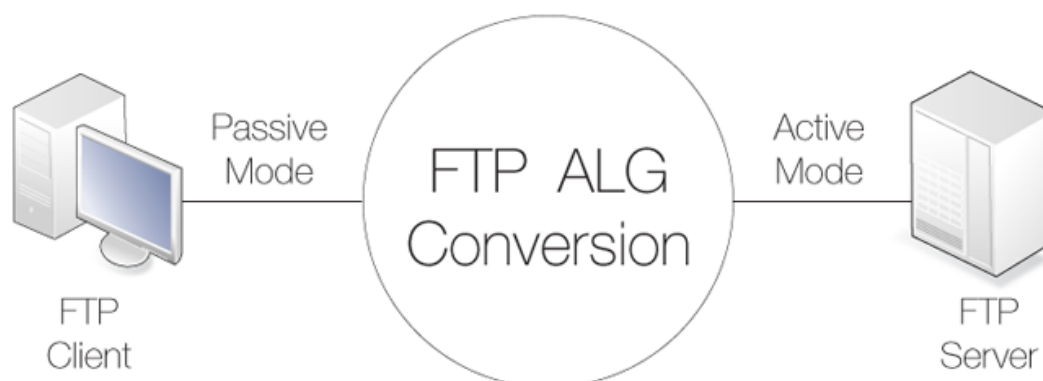 Passive
Mode
FTP ALG
Conversion
Active
Mode
FTP
Client
FTP
Server